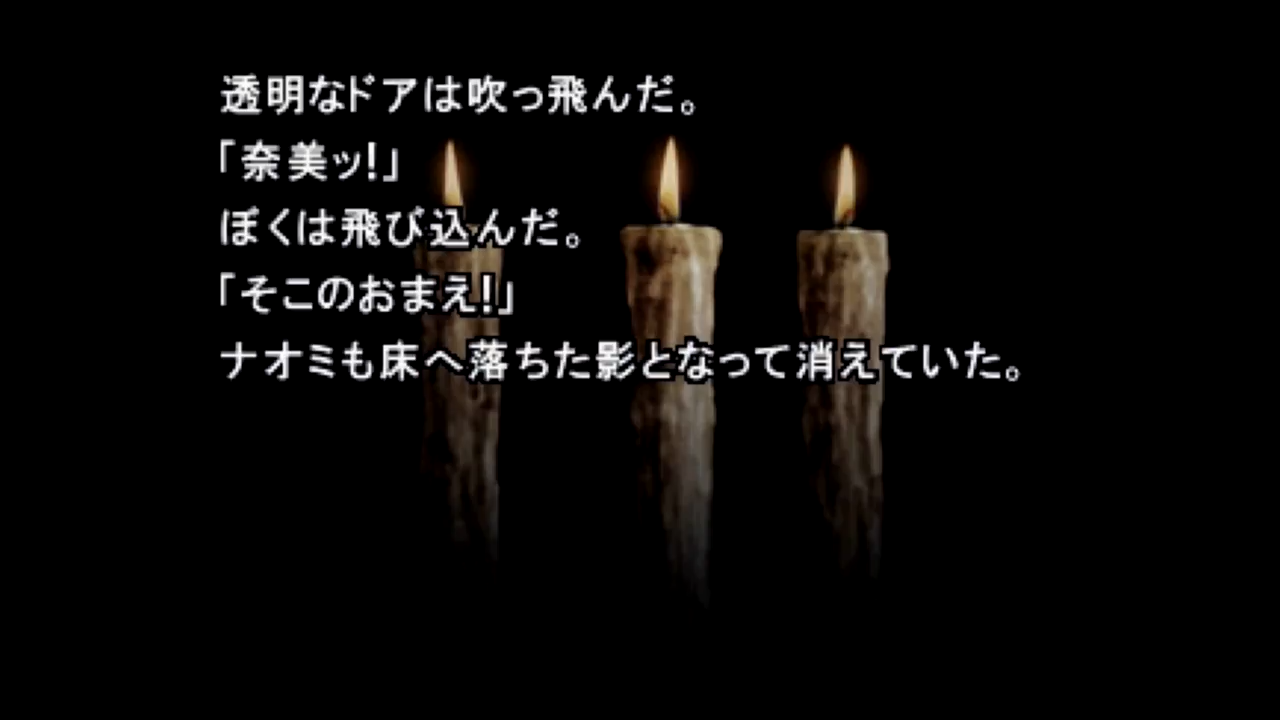 透明なドアは吹っ飛んだ。
「奈美ッ!」
ぼくは飛び込んだ。
「そこのおまえ!」
ナオミも床へ落ちた影となって消えていた。